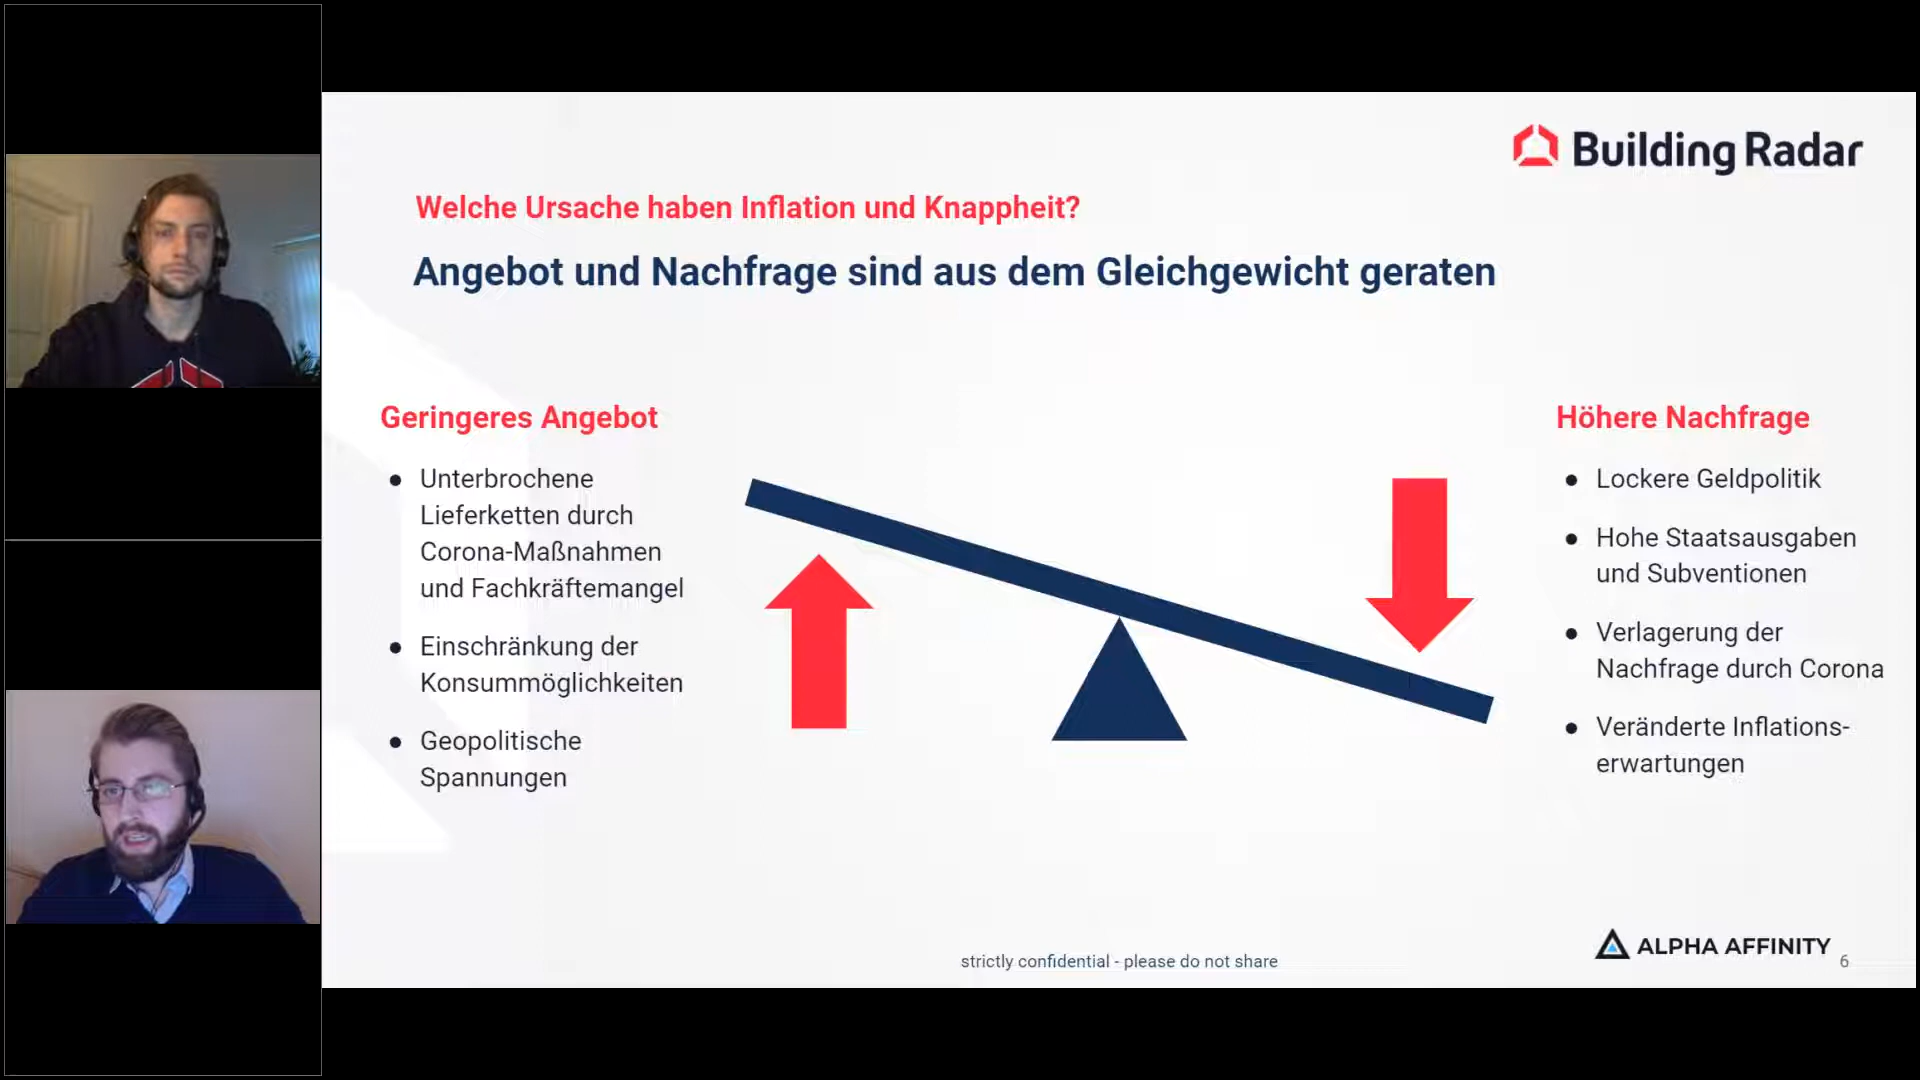 Building Radar
Welche Ursache haben Inflation und Knappheit?
Angebot und Nachfrage sind aus dem Gleichgewicht geraten
Geringeres Angebot
● Unterbrochene
Lieferketten durch
Corona-Maßnahmen
und Fachkräftemangel
● Einschränkung der
Konsummöglichkeiten
● Geopolitische
Spannungen
Höhere Nachfrage
● Lockere Geldpolitik
● Hohe Staatsausgaben
und Subventionen
● Verlagerung der
Nachfrage durch Corona
● Veränderte Inflations-
erwartungen
strictly confidential - please do not share
ALPHA AFFINITY
6